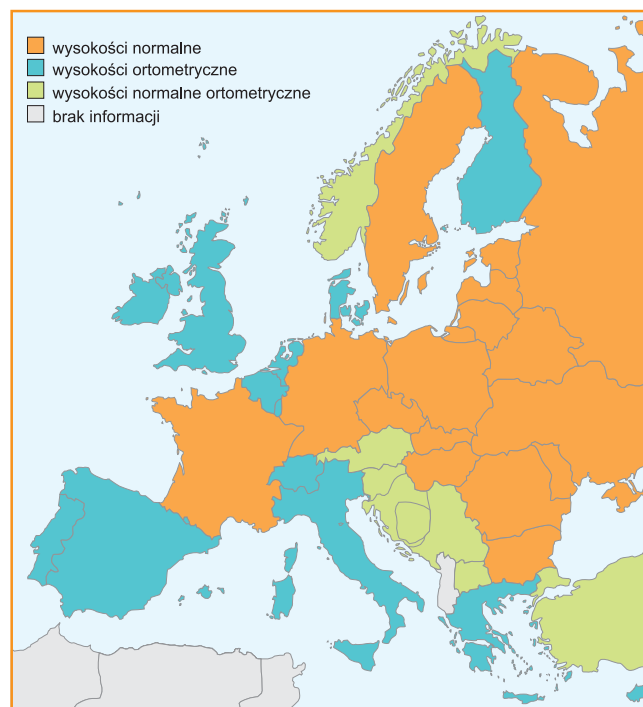 wysokości normalne
wysokości ortometryczne
wysokości normalne ortometryczne
brak informacji